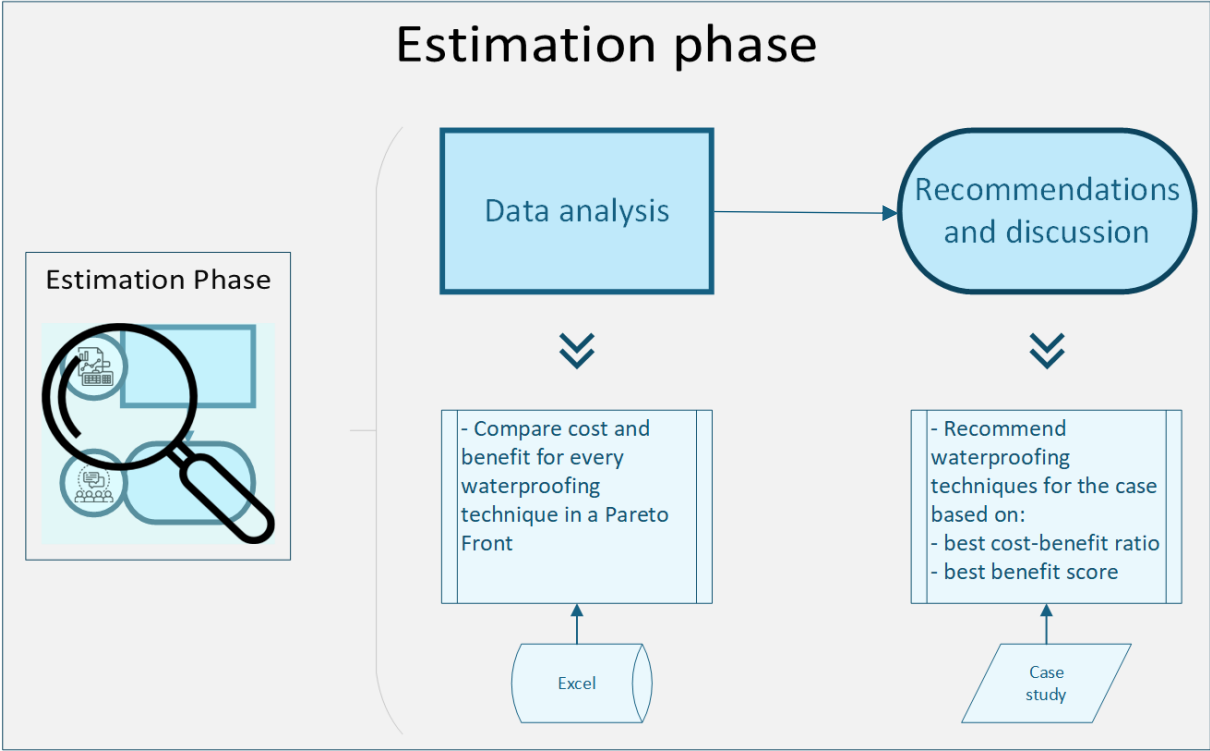 Estimation phase
Estimation Phase
Data analysis
Recommendations
and discussion
- Compare cost and
benefit for every
waterproofing
technique in a Pareto
Front
- Recommend
waterproofing
techniques for the case
based on:
- best cost-benefit ratio
- best benefit score
Excel
Case
study